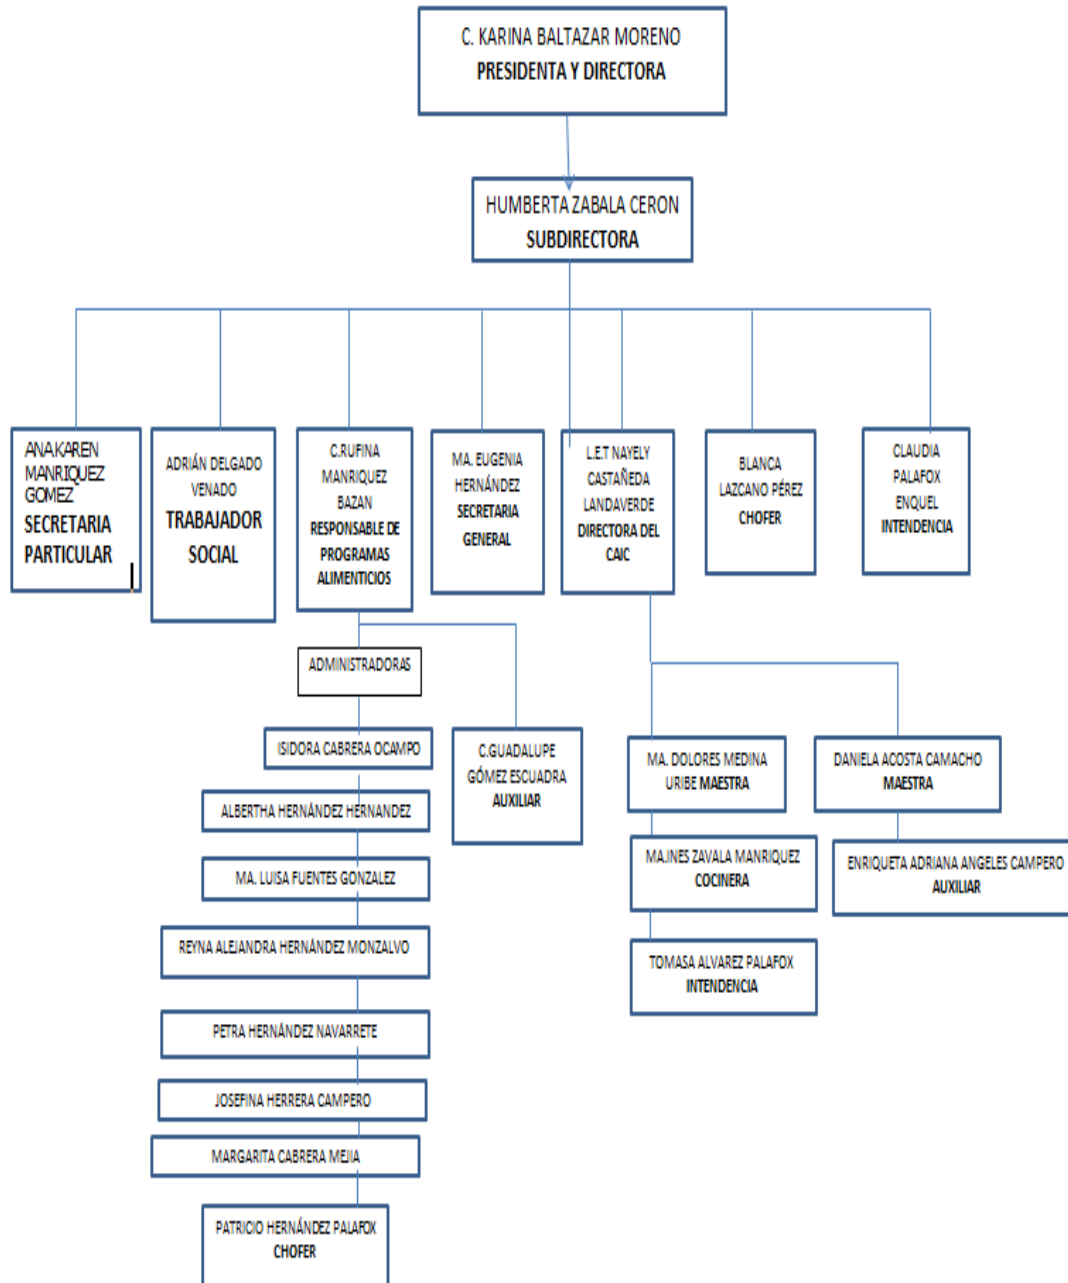 C. KARINA BALTAZAR MORENO
PRESIDENTA Y DIRECTORA
HUMBERTA ZABALA CERON
SUBDIRECTORA
ANA KAREN
MANRIQUEZ
GOMEZ
SECRETARIA
PARTICULAR
ADRIÁN DELGADO
VENADO
TRABAJADOR
SOCIAL
C.RUFINA
MANRIQUEZ
BAZAN
RESPONSABLE DE
PROGRAMAS
ALIMENTICIOS
MA. EUGENIA
HERNÁNDEZ
SECRETARIA
GENERAL
L.E.T NAYELY
CASTAÑEDA
LANDAVERDE
DIRECTORA DEL
CAIC
BLANCA
LAZCANO PÉREZ
CHOFER
CLAUDIA
PALAFOX
ENQUEL
INTENDENCIA
ADMINISTRADORAS
ISIDORA CABRERA OCAMPO
ALBERTHA HERNÁNDEZ HERNANDEZ
MA. LUISA FUENTES GONZALEZ
REYNA ALEJANDRA HERNÁNDEZ MONZALVO
PETRA HERNÁNDEZ NAVARRETE
JOSEFINA HERRERA CAMPERO
MARGARITA CABRERA MEJIA
PATRICIO HERNÁNDEZ PALAFOX
CHOFER
C.GUADALUPE
GÓMEZ ESCUADRA
AUXILIAR
MA. DOLORES MEDINA
URIBE MAESTRA
MA.INES ZAVALA MANRIQUEZ
COCINERA
TOMASA ALVAREZ PALAFOX
INTENDENCIA
DANIELA ACOSTA CAMACHO
MAESTRA
ENRIQUETA ADRIANA ANGELES CAMPERO
AUXILIAR